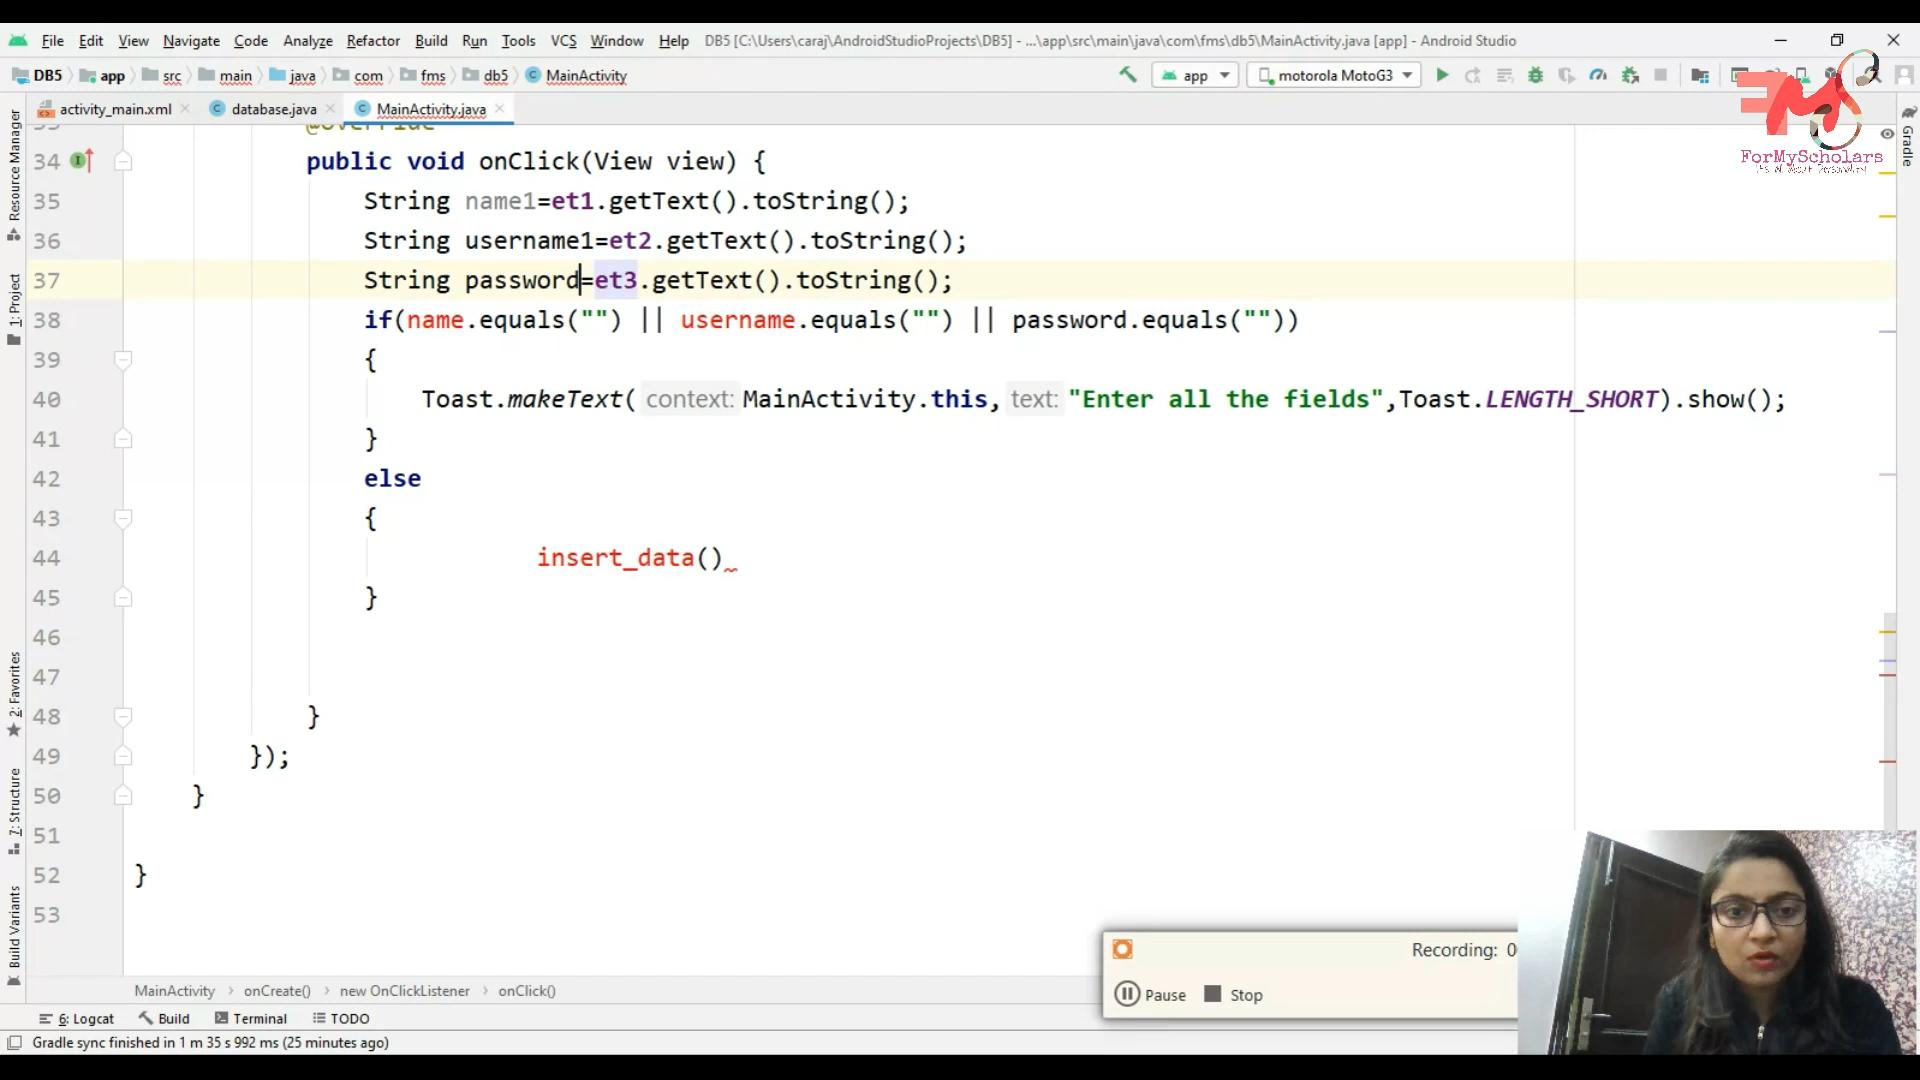 File Edit View Navigate Code Analyze Refactor Build Run Tools VCS Window Help DB5 [C:\Users\caraj\AndroidStudioProjects\DB5] - ...\app\src\main\java\com\fms\db5\MainActivity.java [app] - Android Studio
DB5 app src main java com fms db5 MainActivity app motorola MotoG3
activity_main.xml database.java MainActivity.java
ForMyScholars
Resource Manager
1: Project
2: Favorites
7: Structure
Build Variants
Gradle
@Override
34 public void onClick(View view) {
35 String name1=et1.getText().toString();
36 String username1=et2.getText().toString();
37 String password=et3.getText().toString();
38 if(name.equals("") || username.equals("") || password.equals(""))
39 {
40 Toast.makeText( context: MainActivity.this, text: "Enter all the fields",Toast.LENGTH_SHORT).show();
41 }
42 else
43 {
44 insert_data()
45 }
46
47
48 }
49 });
50 }
51
52 }
53
Recording: 0
Pause Stop
MainActivity onCreate() new OnClickListener onClick()
6: Logcat Build Terminal TODO
Gradle sync finished in 1 m 35 s 992 ms (25 minutes ago)